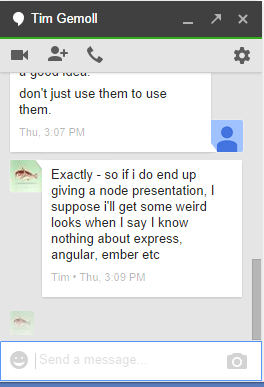 Tim Gemoll
a good idea.
don't just use them to use
them.
Thu, 3:07 PM
Exactly - so if i do end up
giving a node presentation, I
suppose i'll get some weird
looks when I say I know
nothing about express,
angular, ember etc
Tim • Thu, 3:09 PM
Send a message...